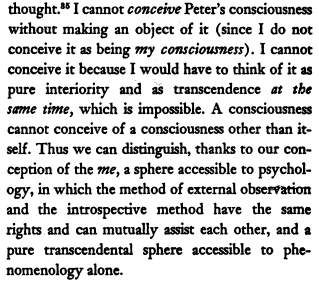 thought.⁸⁵ I cannot conceive Peter's consciousness
without making an object of it (since I do not
conceive it as being my consciousness). I cannot
conceive it because I would have to think of it as
pure interiority and as transcendence at the
same time, which is impossible. A consciousness
cannot conceive of a consciousness other than it-
self. Thus we can distinguish, thanks to our con-
ception of the me, a sphere accessible to psychol-
ogy, in which the method of external observation
and the introspective method have the same
rights and can mutually assist each other, and a
pure transcendental sphere accessible to phe-
nomenology alone.